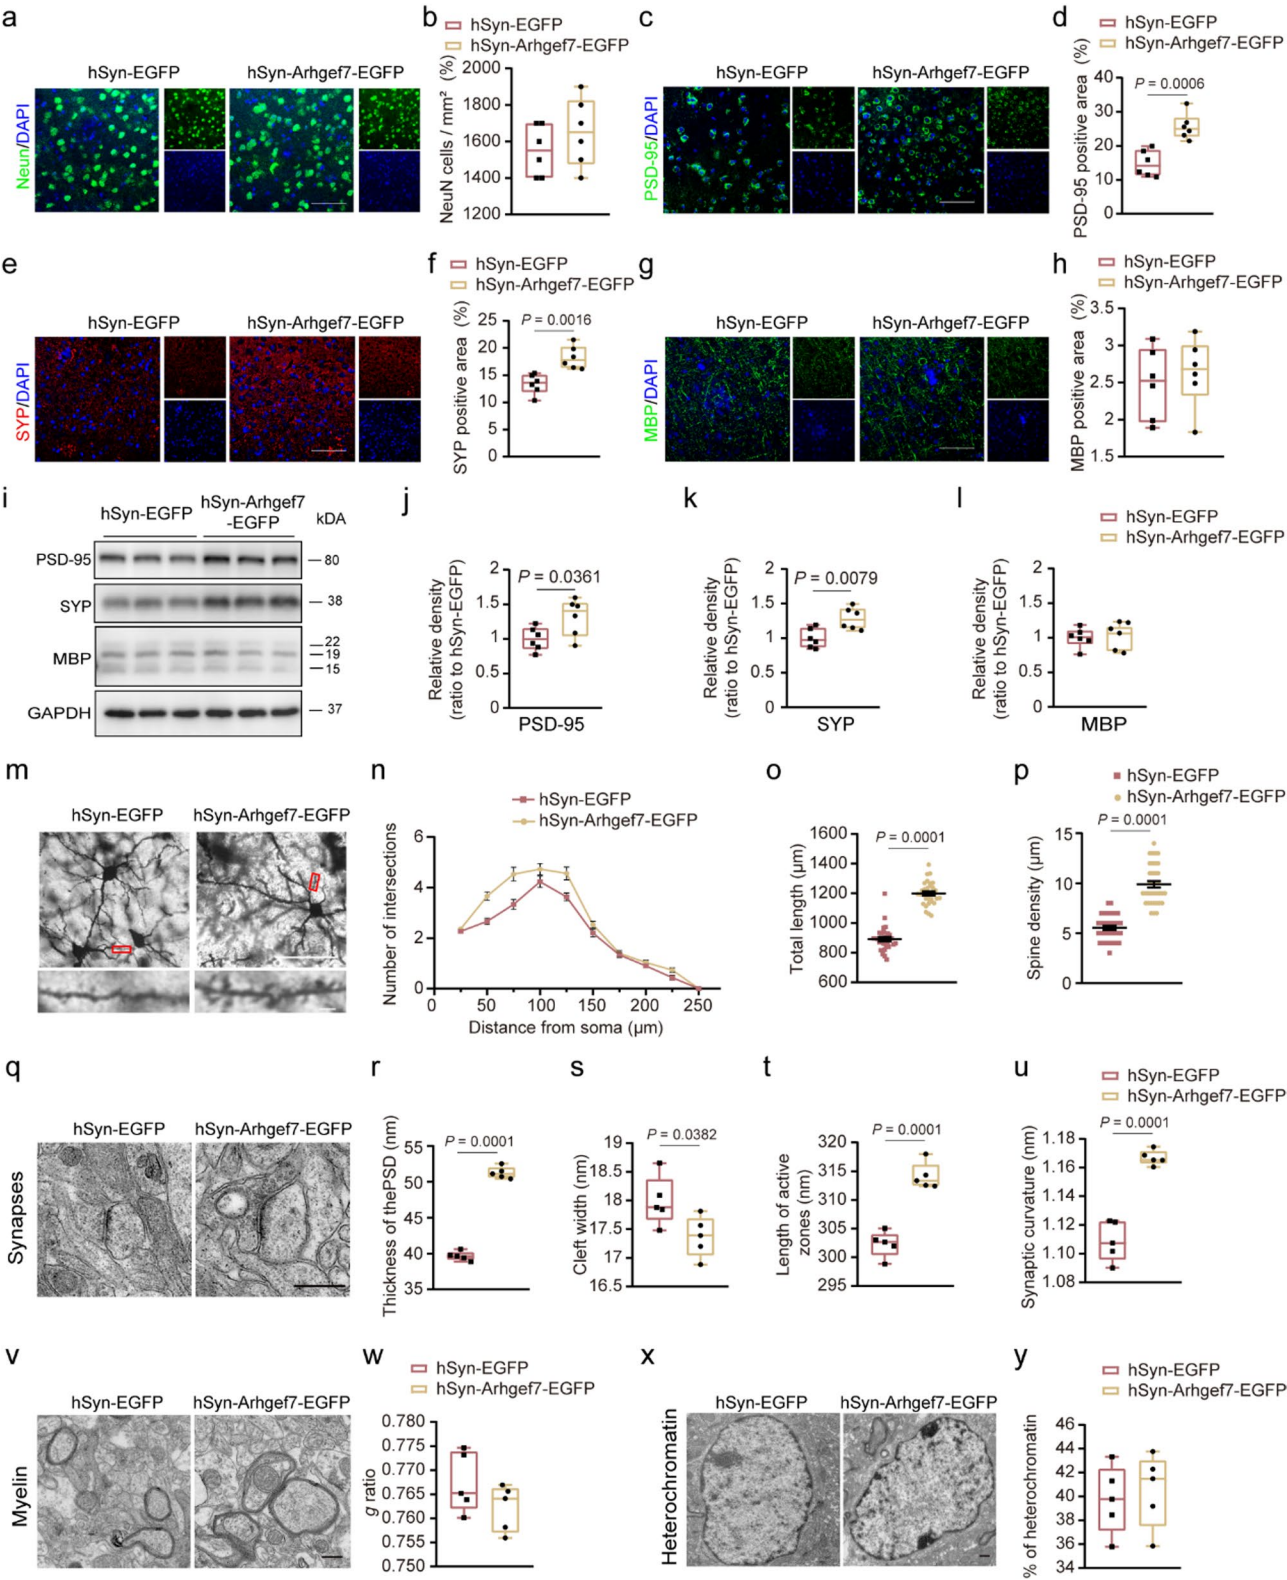 a
hSyn-EGFP
hSyn-Arhgef7-EGFP
Neun/DAPI
b
hSyn-EGFP
hSyn-Arhgef7-EGFP
NeuN cells / mm² (%)
2000
1800
1600
1400
1200
c
hSyn-EGFP
hSyn-Arhgef7-EGFP
PSD-95/DAPI
d
hSyn-EGFP
hSyn-Arhgef7-EGFP
PSD-95 positive area (%)
P = 0.0006
40
30
20
10
0
e
hSyn-EGFP
hSyn-Arhgef7-EGFP
SYP/DAPI
f
hSyn-EGFP
hSyn-Arhgef7-EGFP
SYP positive area (%)
P = 0.0016
25
20
15
10
5
0
g
hSyn-EGFP
hSyn-Arhgef7-EGFP
MBP/DAPI
h
hSyn-EGFP
hSyn-Arhgef7-EGFP
MBP positive area (%)
3.5
3
2.5
2
1.5
i
hSyn-EGFP
hSyn-Arhgef7
-EGFP
kDA
PSD-95
80
SYP
38
MBP
22
19
15
GAPDH
37
j
Relative density
(ratio to hSyn-EGFP)
P = 0.0361
2
1.5
1
0.5
0
PSD-95
k
Relative density
(ratio to hSyn-EGFP)
P = 0.0079
2
1.5
1
0.5
0
SYP
l
hSyn-EGFP
hSyn-Arhgef7-EGFP
Relative density
(ratio to hSyn-EGFP)
2
1.5
1
0.5
0
MBP
m
hSyn-EGFP
hSyn-Arhgef7-EGFP
n
hSyn-EGFP
hSyn-Arhgef7-EGFP
Number of intersections
6
4
2
0
0 50 100 150 200 250
Distance from soma (µm)
o
Total length (µm)
P = 0.0001
1600
1400
1200
1000
800
600
p
hSyn-EGFP
hSyn-Arhgef7-EGFP
Spine density (µm)
P = 0.0001
15
10
5
0
q
hSyn-EGFP
hSyn-Arhgef7-EGFP
Synapses
r
Thickness of thePSD (nm)
P = 0.0001
55
50
45
40
35
s
Cleft width (nm)
P = 0.0382
19
18.5
18
17.5
17
16.5
t
Length of active
zones (nm)
P = 0.0001
320
315
310
305
300
295
u
hSyn-EGFP
hSyn-Arhgef7-EGFP
Synaptic curvature (nm)
P = 0.0001
1.18
1.16
1.14
1.12
1.10
1.08
v
hSyn-EGFP
hSyn-Arhgef7-EGFP
Myelin
w
hSyn-EGFP
hSyn-Arhgef7-EGFP
g ratio
0.780
0.775
0.770
0.765
0.760
0.755
0.750
x
hSyn-EGFP
hSyn-Arhgef7-EGFP
Heterochromatin
y
hSyn-EGFP
hSyn-Arhgef7-EGFP
% of heterochromatin
46
44
42
40
38
36
34